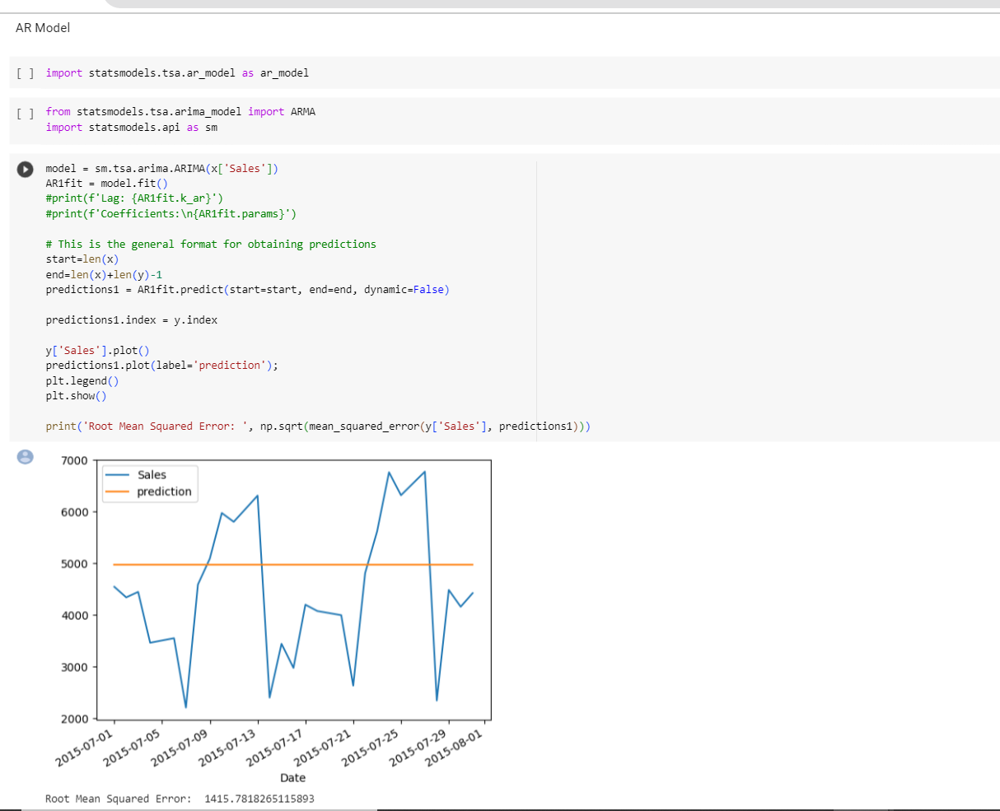 AR Model
[ ] import statsmodels.tsa.ar_model as ar_model
[ ] from statsmodels.tsa.arima_model import ARMA
import statsmodels.api as sm
model = sm.tsa.arima.ARIMA(x['Sales'])
AR1fit = model.fit()
#print(f'Lag: {AR1fit.k_ar}')
#print(f'Coefficients:\n{AR1fit.params}')
# This is the general format for obtaining predictions
start=len(x)
end=len(x)+len(y)-1
predictions1 = AR1fit.predict(start=start, end=end, dynamic=False)
predictions1.index = y.index
y['Sales'].plot()
predictions1.plot(label='prediction');
plt.legend()
plt.show()
print('Root Mean Squared Error: ', np.sqrt(mean_squared_error(y['Sales'], predictions1)))
7000
Sales
prediction
6000
5000
4000
3000
2000
2015-07-01
2015-07-05
2015-07-09
2015-07-13
2015-07-17
2015-07-21
2015-07-25
2015-07-29
2015-08-01
Date
Root Mean Squared Error:  1415.7818265115893